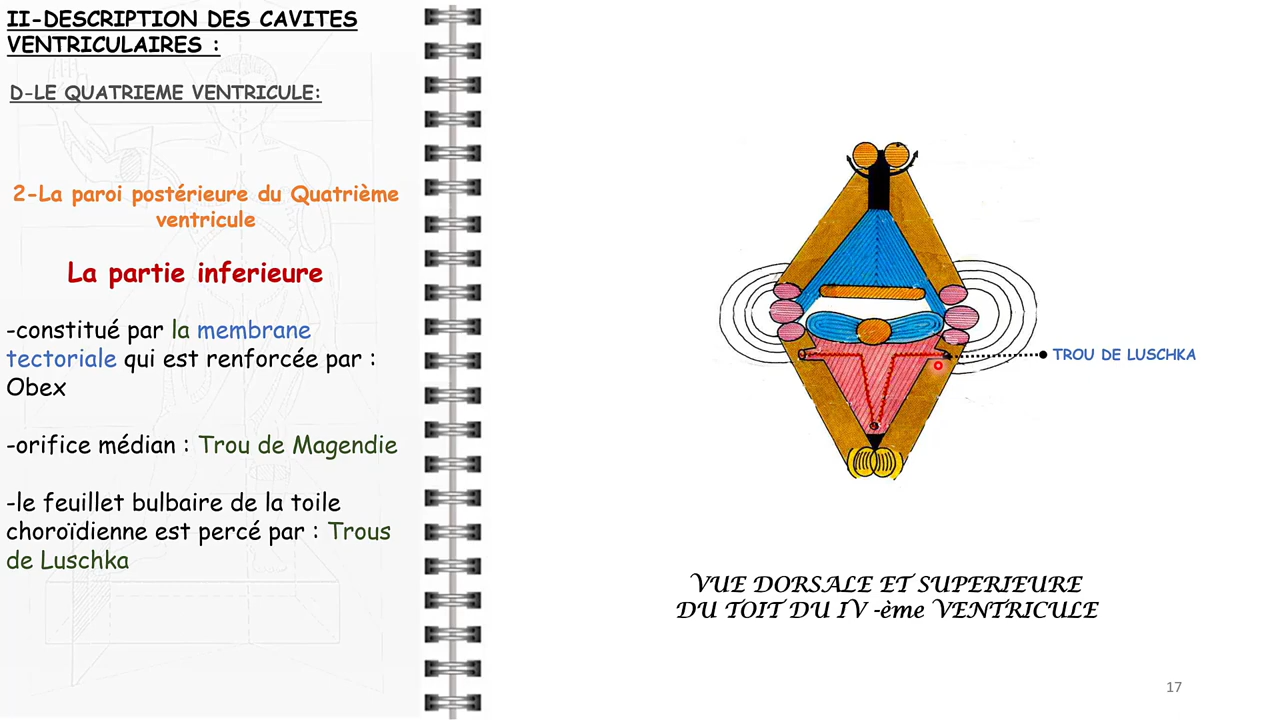 II-DESCRIPTION DES CAVITES
VENTRICULAIRES :
D-LE QUATRIEME VENTRICULE:
2-La paroi postérieure du Quatrième
ventricule
La partie inferieure
-constitué par la membrane
tectoriale qui est renforcée par :
Obex
-orifice médian : Trou de Magendie
-le feuillet bulbaire de la toile
choroïdienne est percé par : Trous
de Luschka
TROU DE LUSCHKA
VUE DORSALE ET SUPERIEURE
DU TOIT DU IV -ème VENTRICULE
17